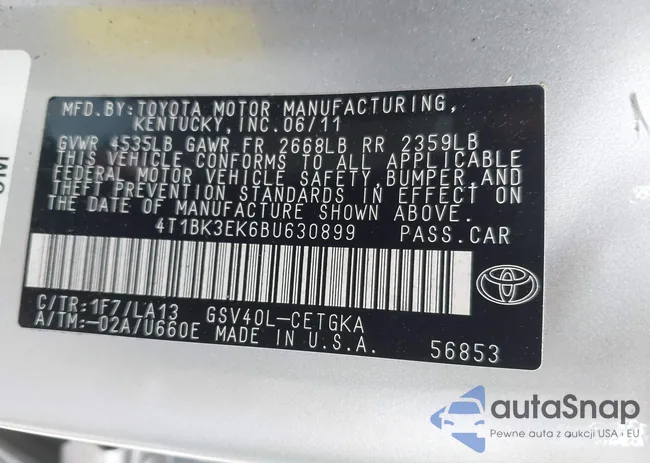 MFD.BY:TOYOTA MOTOR MANUFACTURING,
KENTUCKY,INC.06/11
GVWR 4535LB GAWR FR 2668LB RR 2359LB
THIS VEHICLE CONFORMS TO ALL APPLICABLE
FEDERAL MOTOR VEHICLE SAFETY, BUMPER, AND
THEFT PREVENTION STANDARDS IN EFFECT ON
THE DATE OF MANUFACTURE SHOWN ABOVE.
4T1BK3EK6BU630899 PASS.CAR
C/TR:1F7/LA13 GSV40L-CETGKA
A/TM:-02A/U660E MADE IN U.S.A. 56853
autaSnap
Pewne auta z aukcji USA i EU